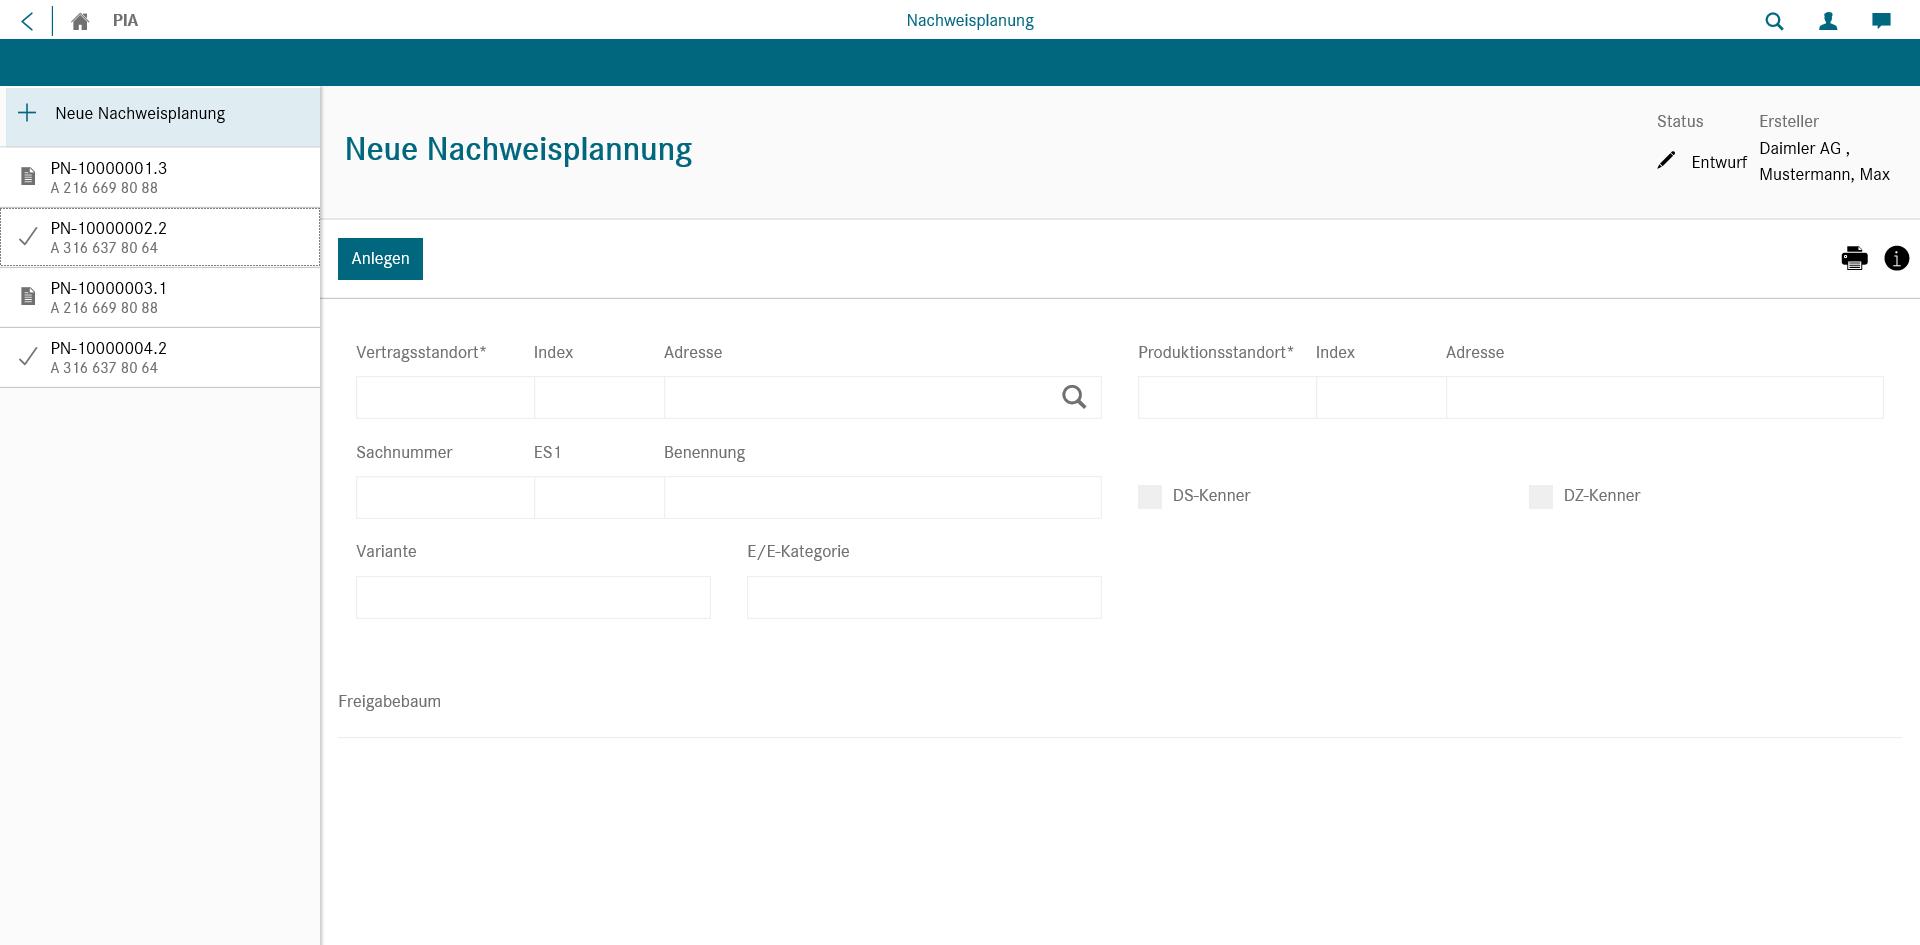 PIA
Nachweisplanung
Neue Nachweisplanung
PN-10000001.3
A 216 669 80 88
PN-10000002.2
A 316 637 80 64
PN-10000003.1
A 216 669 80 88
PN-10000004.2
A 316 637 80 64
Neue Nachweisplannung
Status
Entwurf
Ersteller
Daimler AG ,
Mustermann, Max
Anlegen
Vertragsstandort* Index Adresse
Produktionsstandort* Index Adresse
Sachnummer ES1 Benennung
DS-Kenner DZ-Kenner
Variante E/E-Kategorie
Freigabebaum